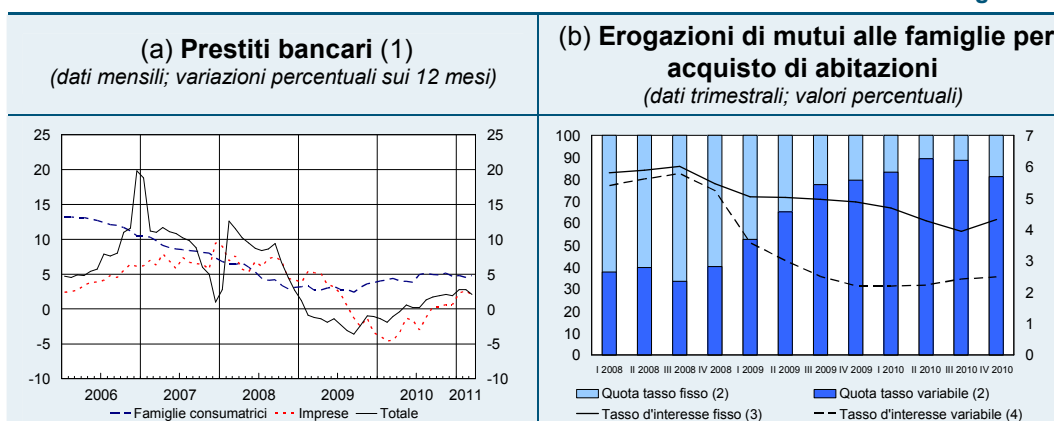 (a) Prestiti bancari (1)
(dati mensili; variazioni percentuali sui 12 mesi)
25 25
20 20
15 15
10 10
5 5
0 0
-5 -5
-10 -10
2006 2007 2008 2009 2010 2011
Famiglie consumatrici Imprese Totale
(b) Erogazioni di mutui alle famiglie per
acquisto di abitazioni
(dati trimestrali; valori percentuali)
100 7
90
80 6
70 5
60 4
50
40 3
30 2
20
10 1
0 0
I 2008 II 2008 III 2008 IV 2008 I 2009 II 2009 III 2009 IV 2009 I 2010 II 2010 III 2010 IV 2010
Quota tasso fisso (2) Quota tasso variabile (2)
Tasso d'interesse fisso (3) Tasso d'interesse variabile (4)